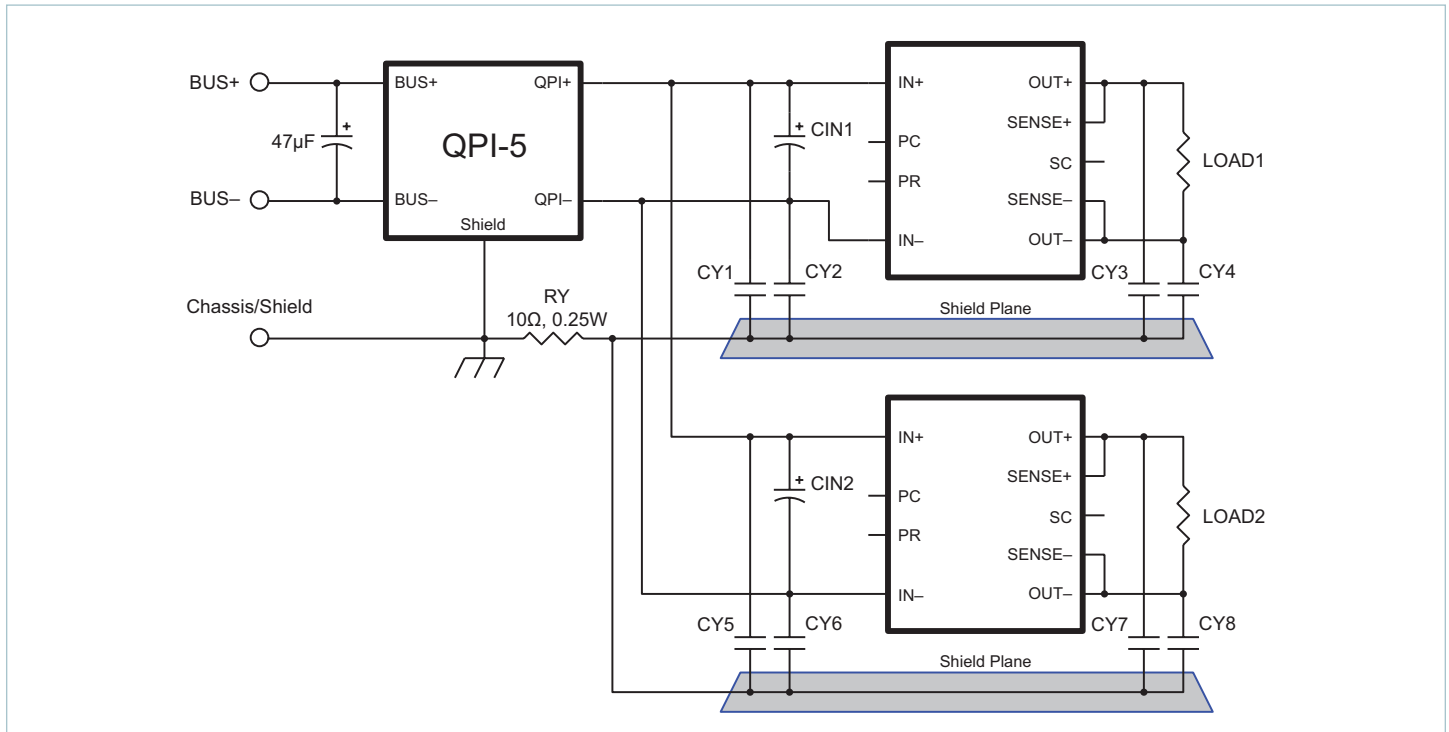 BUS+
47µF
+
BUS–
BUS+
QPI+
QPI-5
BUS–
QPI–
Shield
Chassis/Shield
RY
10Ω, 0.25W
+
CIN1
CY1
CY2
IN+
OUT+
SENSE+
PC
SC
PR
SENSE–
IN–
OUT–
LOAD1
CY3
CY4
Shield Plane
+
CIN2
CY5
CY6
IN+
OUT+
SENSE+
PC
SC
PR
SENSE–
IN–
OUT–
LOAD2
CY7
CY8
Shield Plane